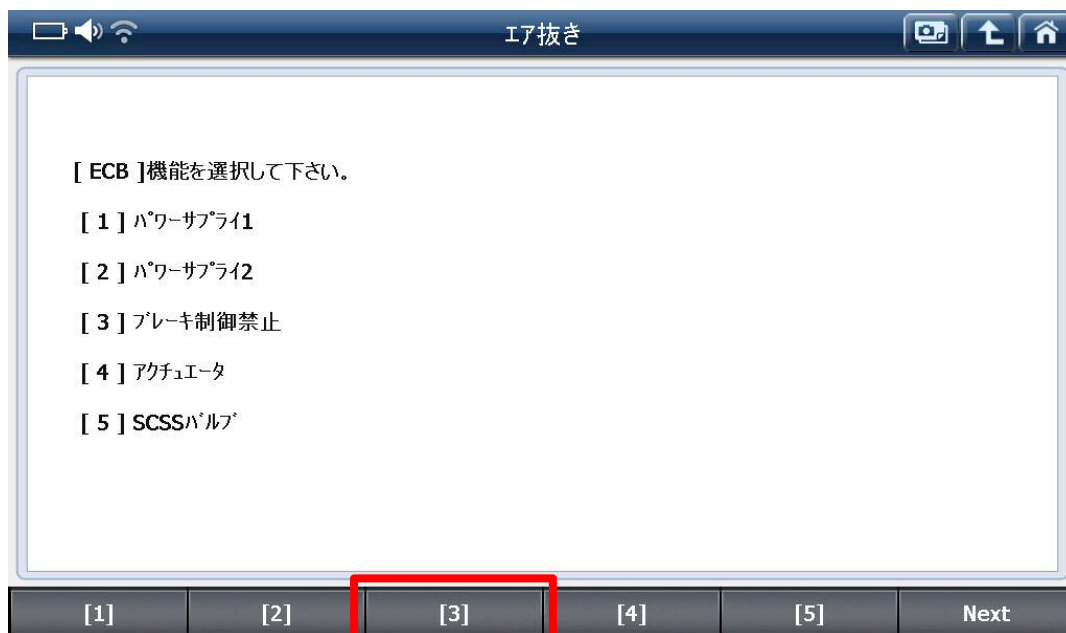 エア抜き
[ ECB ]機能を選択して下さい。
[ 1 ] ﾊﾟﾜｰｻﾌﾟﾗｲ1
[ 2 ] ﾊﾟﾜｰｻﾌﾟﾗｲ2
[ 3 ] ﾌﾞﾚｰｷ制御禁止
[ 4 ] ｱｸﾁｭｴｰﾀ
[ 5 ] SCSSﾊﾞﾙﾌﾞ
[1] [2] [3] [4] [5] Next